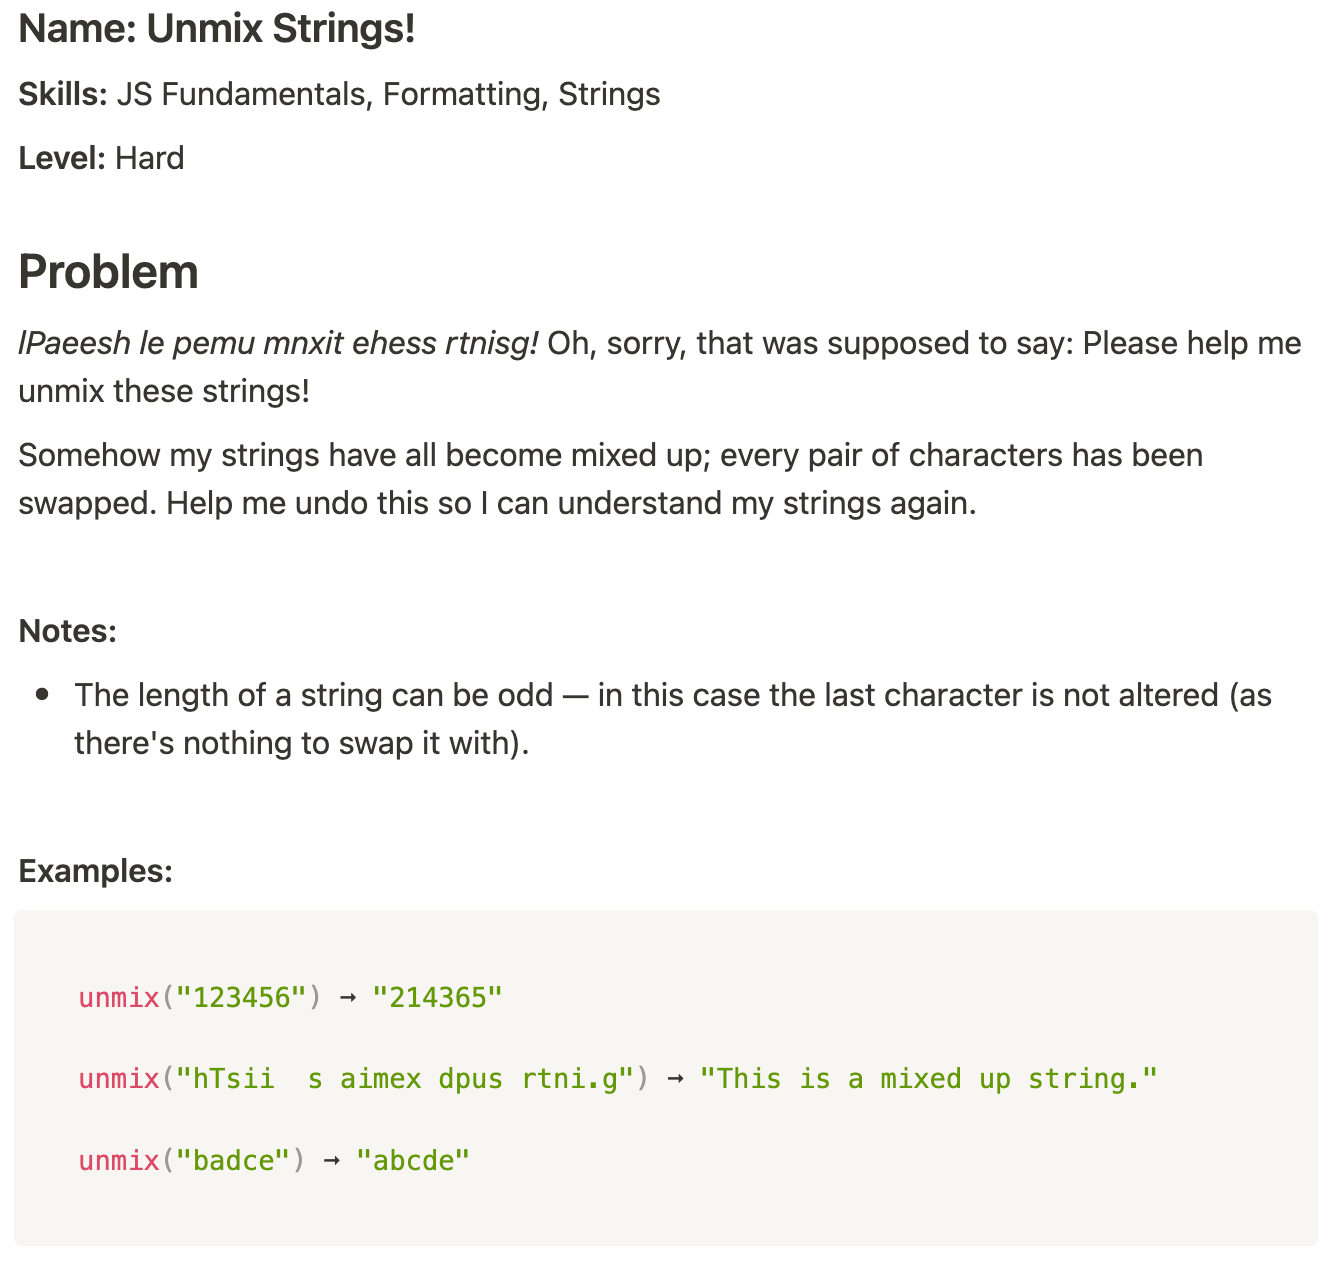 Name: Unmix Strings!
Skills: JS Fundamentals, Formatting, Strings
Level: Hard
Problem
lPaeesh le pemu mnxit ehess rtnisg! Oh, sorry, that was supposed to say: Please help me
unmix these strings!
Somehow my strings have all become mixed up; every pair of characters has been
swapped. Help me undo this so I can understand my strings again.
Notes:
• The length of a string can be odd — in this case the last character is not altered (as
there's nothing to swap it with).
Examples:
unmix("123456") → "214365"
unmix("hTsii  s aimex dpus rtni.g") → "This is a mixed up string."
unmix("badce") → "abcde"